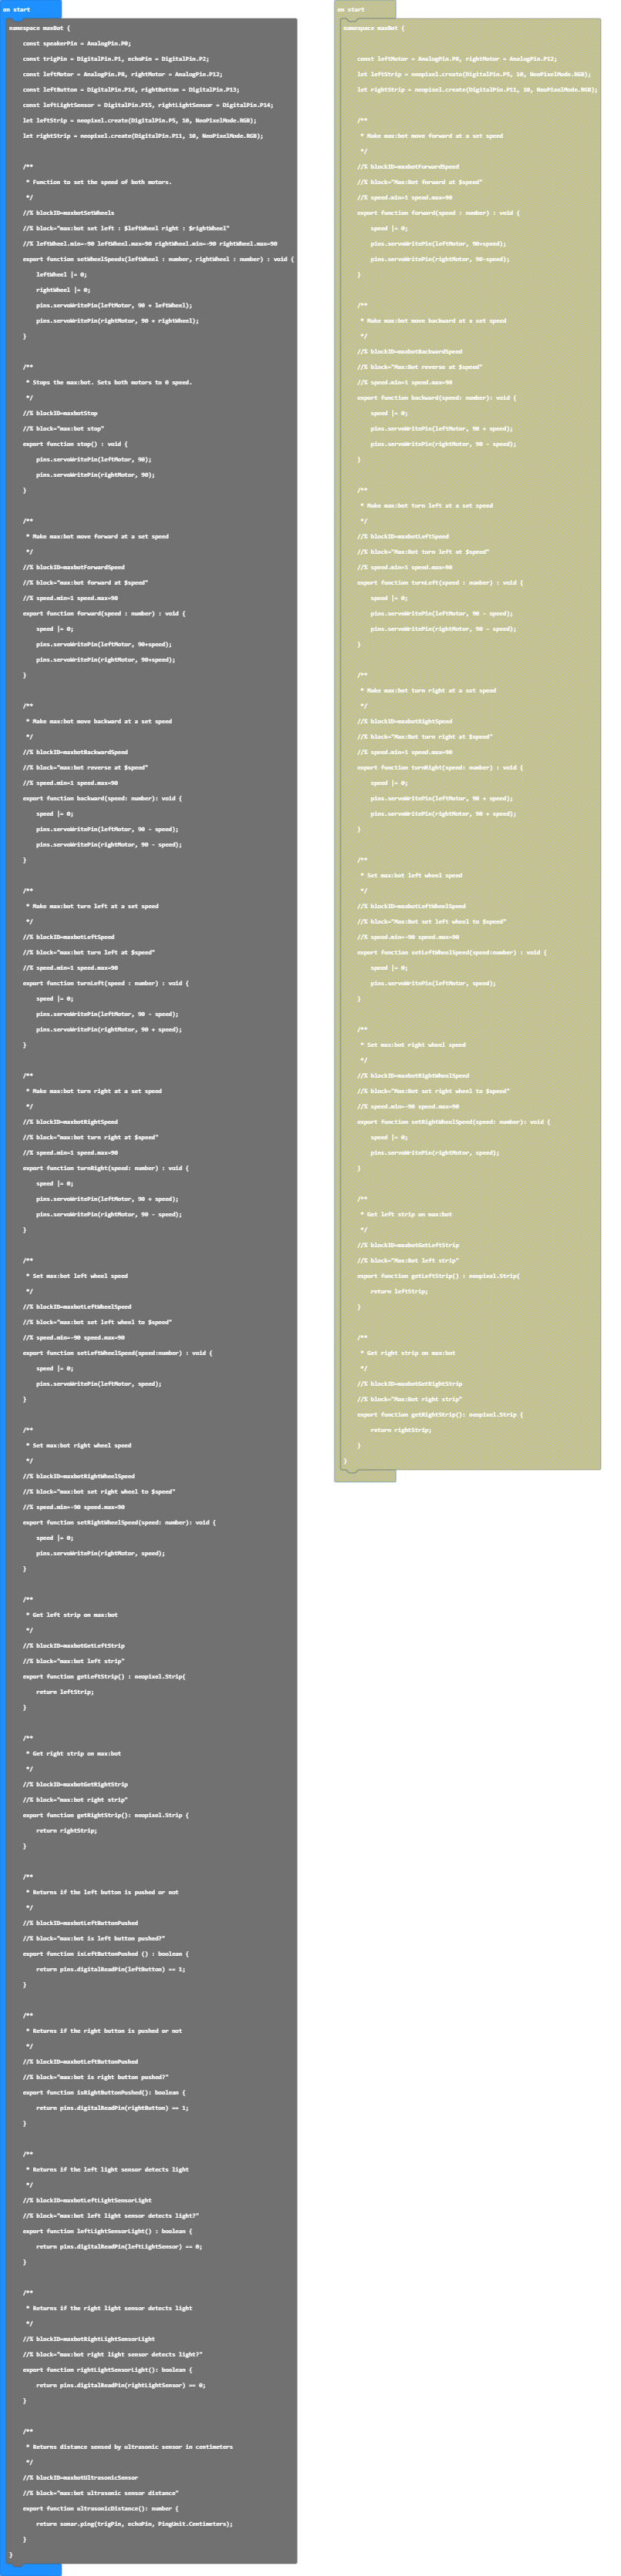 on start
namespace maxBot {
const speakerPin = AnalogPin.P0;
const trigPin = DigitalPin.P1, echoPin = DigitalPin.P2;
const leftMotor = AnalogPin.P8, rightMotor = AnalogPin.P12;
const leftButton = DigitalPin.P16, rightButton = DigitalPin.P13;
const leftLightSensor = DigitalPin.P15, rightLightSensor = DigitalPin.P14;
let leftStrip = neopixel.create(DigitalPin.P5, 10, NeoPixelMode.RGB);
let rightStrip = neopixel.create(DigitalPin.P11, 10, NeoPixelMode.RGB);
/**
* Function to set the speed of both motors.
*/
//% blockID=maxbotSetWheels
//% block="max:bot set left : $leftWheel right : $rightWheel"
//% leftWheel.min=-90 leftWheel.max=90 rightWheel.min=-90 rightWheel.max=90
export function setWheelSpeeds(leftWheel : number, rightWheel : number) : void {
leftWheel |= 0;
rightWheel |= 0;
pins.servoWritePin(leftMotor, 90 + leftWheel);
pins.servoWritePin(rightMotor, 90 + rightWheel);
}
/**
* Stops the max:bot. Sets both motors to 0 speed.
*/
//% blockID=maxbotStop
//% block="max:bot stop"
export function stop() : void {
pins.servoWritePin(leftMotor, 90);
pins.servoWritePin(rightMotor, 90);
}
/**
* Make max:bot move forward at a set speed
*/
//% blockID=maxbotForwardSpeed
//% block="max:bot forward at $speed"
//% speed.min=1 speed.max=90
export function forward(speed : number) : void {
speed |= 0;
pins.servoWritePin(leftMotor, 90+speed);
pins.servoWritePin(rightMotor, 90+speed);
}
/**
* Make max:bot move backward at a set speed
*/
//% blockID=maxbotBackwardSpeed
//% block="max:bot reverse at $speed"
//% speed.min=1 speed.max=90
export function backward(speed: number): void {
speed |= 0;
pins.servoWritePin(leftMotor, 90 - speed);
pins.servoWritePin(rightMotor, 90 - speed);
}
/**
* Make max:bot turn left at a set speed
*/
//% blockID=maxbotLeftSpeed
//% block="max:bot turn left at $speed"
//% speed.min=1 speed.max=90
export function turnLeft(speed : number) : void {
speed |= 0;
pins.servoWritePin(leftMotor, 90 - speed);
pins.servoWritePin(rightMotor, 90 + speed);
}
/**
* Make max:bot turn right at a set speed
*/
//% blockID=maxbotRightSpeed
//% block="max:bot turn right at $speed"
//% speed.min=1 speed.max=90
export function turnRight(speed: number) : void {
speed |= 0;
pins.servoWritePin(leftMotor, 90 + speed);
pins.servoWritePin(rightMotor, 90 - speed);
}
/**
* Set max:bot left wheel speed
*/
//% blockID=maxbotLeftWheelSpeed
//% block="max:bot set left wheel to $speed"
//% speed.min=-90 speed.max=90
export function setLeftWheelSpeed(speed:number) : void {
speed |= 0;
pins.servoWritePin(leftMotor, speed);
}
/**
* Set max:bot right wheel speed
*/
//% blockID=maxbotRightWheelSpeed
//% block="max:bot set right wheel to $speed"
//% speed.min=-90 speed.max=90
export function setRightWheelSpeed(speed: number): void {
speed |= 0;
pins.servoWritePin(rightMotor, speed);
}
/**
* Get left strip on max:bot
*/
//% blockID=maxbotGetLeftStrip
//% block="max:bot left strip"
export function getLeftStrip() : neopixel.Strip{
return leftStrip;
}
/**
* Get right strip on max:bot
*/
//% blockID=maxbotGetRightStrip
//% block="max:bot right strip"
export function getRightStrip(): neopixel.Strip {
return rightStrip;
}
/**
* Returns if the left button is pushed or not
*/
//% blockID=maxbotLeftButtonPushed
//% block="max:bot is left button pushed?"
export function isLeftButtonPushed () : boolean {
return pins.digitalReadPin(leftButton) == 1;
}
/**
* Returns if the right button is pushed or not
*/
//% blockID=maxbotLeftButtonPushed
//% block="max:bot is right button pushed?"
export function isRightButtonPushed(): boolean {
return pins.digitalReadPin(rightButton) == 1;
}
/**
* Returns if the left light sensor detects light
*/
//% blockID=maxbotLeftLightSensorLight
//% block="max:bot left light sensor detects light?"
export function leftLightSensorLight() : boolean {
return pins.digitalReadPin(leftLightSensor) == 0;
}
/**
* Returns if the right light sensor detects light
*/
//% blockID=maxbotRightLightSensorLight
//% block="max:bot right light sensor detects light?"
export function rightLightSensorLight(): boolean {
return pins.digitalReadPin(rightLightSensor) == 0;
}
/**
* Returns distance sensed by ultrasonic sensor in centimeters
*/
//% blockID=maxbotUltrasonicSensor
//% block="max:bot ultrasonic sensor distance"
export function ultrasonicDistance(): number {
return sonar.ping(trigPin, echoPin, PingUnit.Centimeters);
}
}
on start
namespace maxBot {
const leftMotor = AnalogPin.P8, rightMotor = AnalogPin.P12;
let leftStrip = neopixel.create(DigitalPin.P5, 10, NeoPixelMode.RGB);
let rightStrip = neopixel.create(DigitalPin.P11, 10, NeoPixelMode.RGB);
/**
* Make max:bot move forward at a set speed
*/
//% blockID=maxbotForwardSpeed
//% block="Max:Bot forward at $speed"
//% speed.min=1 speed.max=90
export function forward(speed : number) : void {
speed |= 0;
pins.servoWritePin(leftMotor, 90+speed);
pins.servoWritePin(rightMotor, 90-speed);
}
/**
* Make max:bot move backward at a set speed
*/
//% blockID=maxbotBackwardSpeed
//% block="Max:Bot reverse at $speed"
//% speed.min=1 speed.max=90
export function backward(speed: number): void {
speed |= 0;
pins.servoWritePin(leftMotor, 90 + speed);
pins.servoWritePin(rightMotor, 90 - speed);
}
/**
* Make max:bot turn left at a set speed
*/
//% blockID=maxbotLeftSpeed
//% block="Max:Bot turn left at $speed"
//% speed.min=1 speed.max=90
export function turnLeft(speed : number) : void {
speed |= 0;
pins.servoWritePin(leftMotor, 90 - speed);
pins.servoWritePin(rightMotor, 90 - speed);
}
/**
* Make max:bot turn right at a set speed
*/
//% blockID=maxbotRightSpeed
//% block="Max:Bot turn right at $speed"
//% speed.min=1 speed.max=90
export function turnRight(speed: number) : void {
speed |= 0;
pins.servoWritePin(leftMotor, 90 + speed);
pins.servoWritePin(rightMotor, 90 + speed);
}
/**
* Set max:bot left wheel speed
*/
//% blockID=maxbotLeftWheelSpeed
//% block="Max:Bot set left wheel to $speed"
//% speed.min=-90 speed.max=90
export function setLeftWheelSpeed(speed:number) : void {
speed |= 0;
pins.servoWritePin(leftMotor, speed);
}
/**
* Set max:bot right wheel speed
*/
//% blockID=maxbotRightWheelSpeed
//% block="Max:Bot set right wheel to $speed"
//% speed.min=-90 speed.max=90
export function setRightWheelSpeed(speed: number): void {
speed |= 0;
pins.servoWritePin(rightMotor, speed);
}
/**
* Get left strip on max:bot
*/
//% blockID=maxbotGetLeftStrip
//% block="Max:Bot left strip"
export function getLeftStrip() : neopixel.Strip{
return leftStrip;
}
/**
* Get right strip on max:bot
*/
//% blockID=maxbotGetRightStrip
//% block="Max:Bot right strip"
export function getRightStrip(): neopixel.Strip {
return rightStrip;
}
}